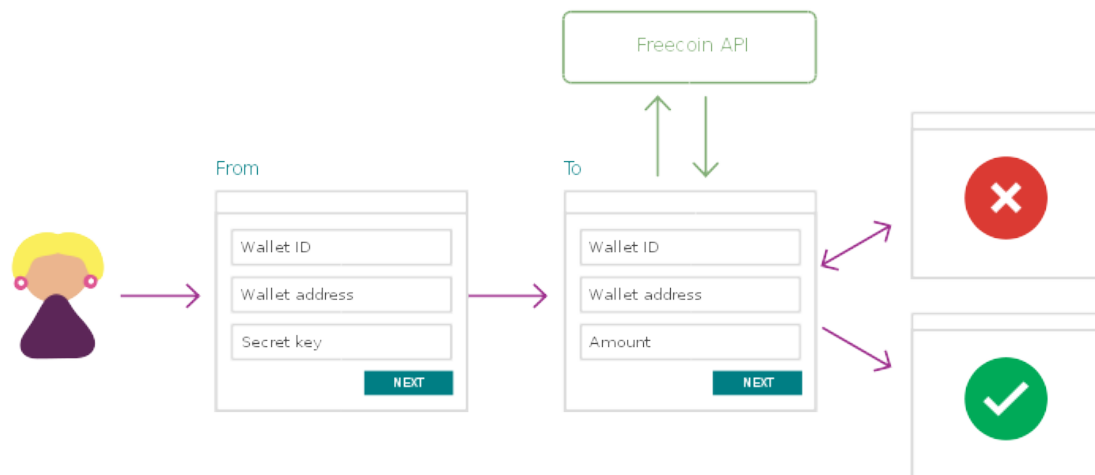 Freecoin API
From
To
Wallet ID
Wallet address
Secret key
NEXT
Wallet ID
Wallet address
Amount
NEXT